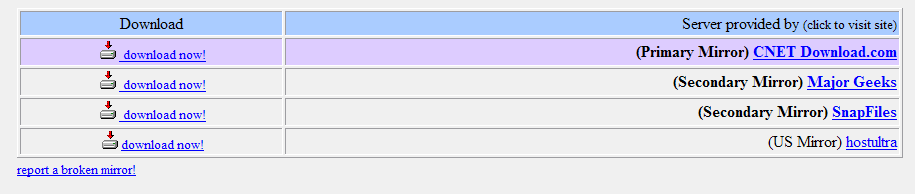 Download Server provided by (click to visit site)
download now! (Primary Mirror) CNET Download.com
download now! (Secondary Mirror) Major Geeks
download now! (Secondary Mirror) SnapFiles
download now! (US Mirror) hostultra
report a broken mirror!